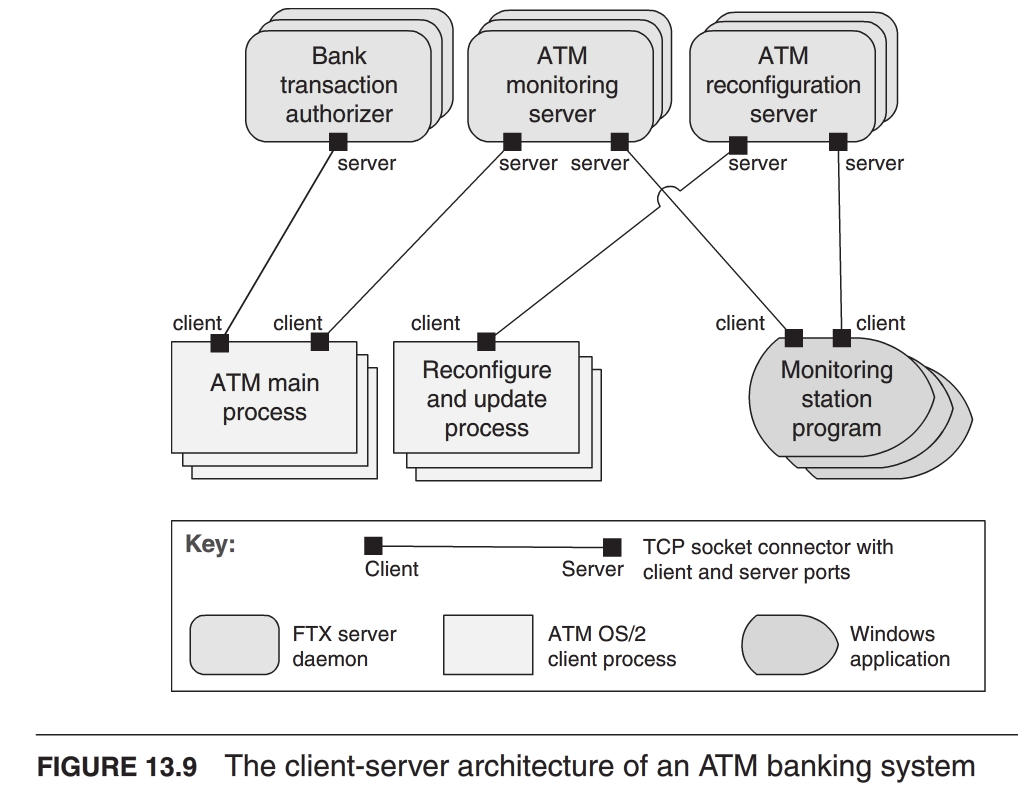 Bank
transaction
authorizer
ATM
monitoring
server
ATM
reconfiguration
server
server
server
server
server
server
client
client
client
client
client
ATM main
process
Reconfigure
and update
process
Monitoring
station
program
Key:
Client
Server
TCP socket connector with
client and server ports
FTX server
daemon
ATM OS/2
client process
Windows
application
FIGURE 13.9 The client-server architecture of an ATM banking system